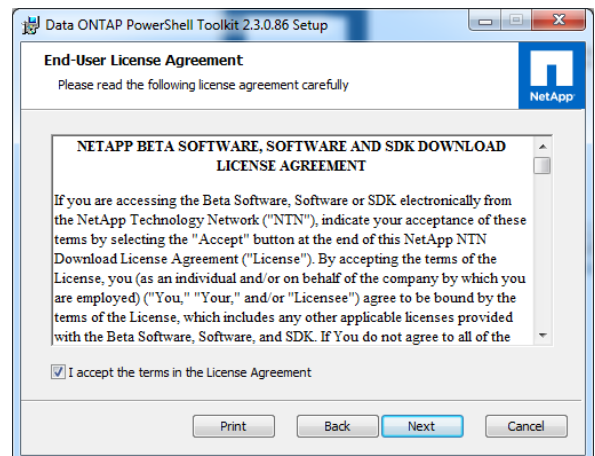 Data ONTAP PowerShell Toolkit 2.3.0.86 Setup
End-User License Agreement
Please read the following license agreement carefully
NetApp
NETAPP BETA SOFTWARE, SOFTWARE AND SDK DOWNLOAD
LICENSE AGREEMENT
If you are accessing the Beta Software, Software or SDK electronically from
the NetApp Technology Network ("NTN"), indicate your acceptance of these
terms by selecting the "Accept" button at the end of this NetApp NTN
Download License Agreement ("License"). By accepting the terms of the
License, you (as an individual and/or on behalf of the company by which you
are employed) ("You," "Your," and/or "Licensee") agree to be bound by the
terms of the License, which includes any other applicable licenses provided
with the Beta Software, Software, and SDK. If You do not agree to all of the
I accept the terms in the License Agreement
Print Back Next Cancel